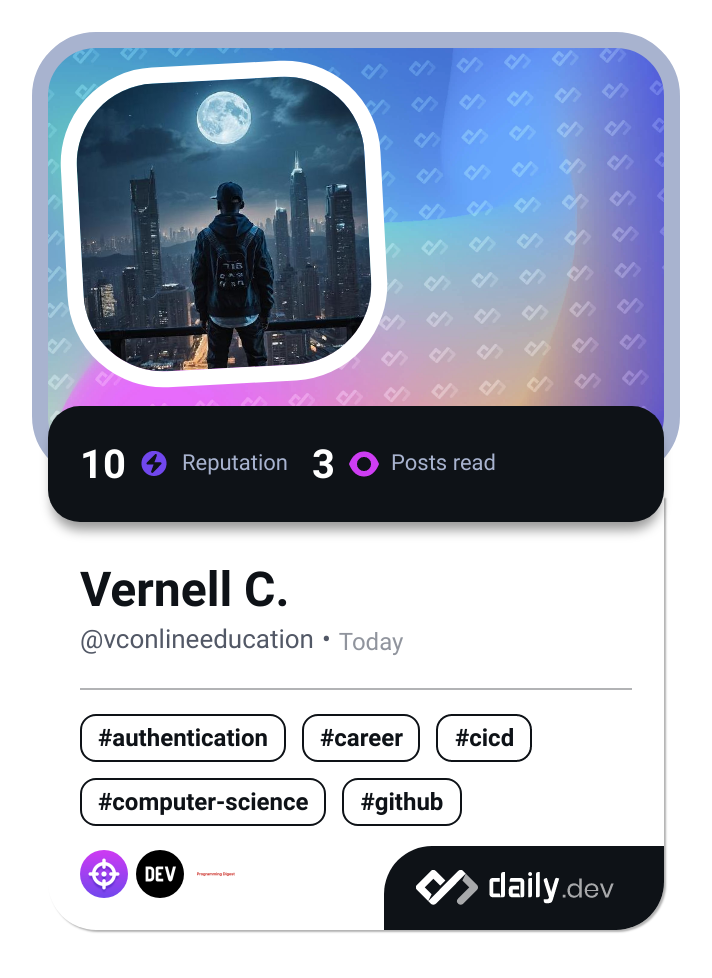 10 Reputation 3 Posts read
Vernell C.
@vconlineeducation • Today
#authentication #career #cicd
#computer-science #github
DEV Programming Digest
daily.dev